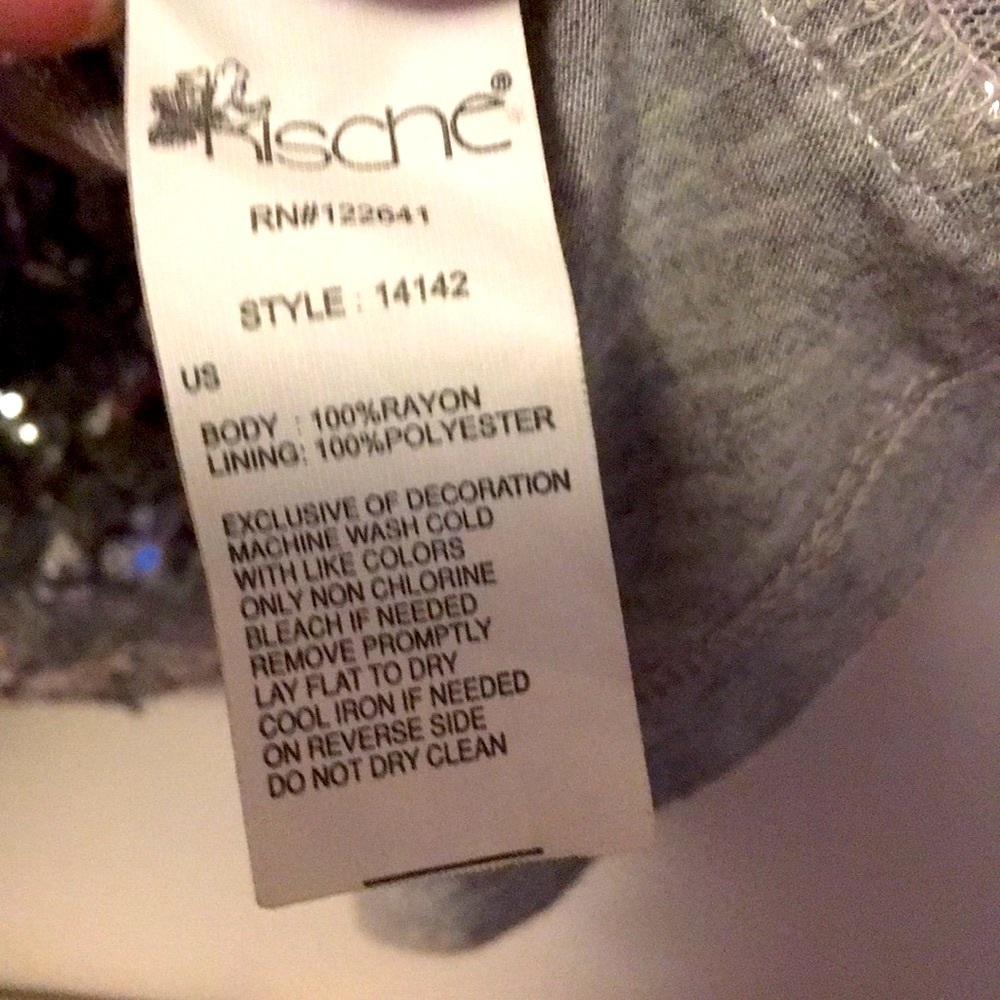 Kische®
RN#122641
STYLE : 14142
US
BODY : 100%RAYON
LINING: 100%POLYESTER
EXCLUSIVE OF DECORATION
MACHINE WASH COLD
WITH LIKE COLORS
ONLY NON CHLORINE
BLEACH IF NEEDED
REMOVE PROMPTLY
LAY FLAT TO DRY
COOL IRON IF NEEDED
ON REVERSE SIDE
DO NOT DRY CLEAN